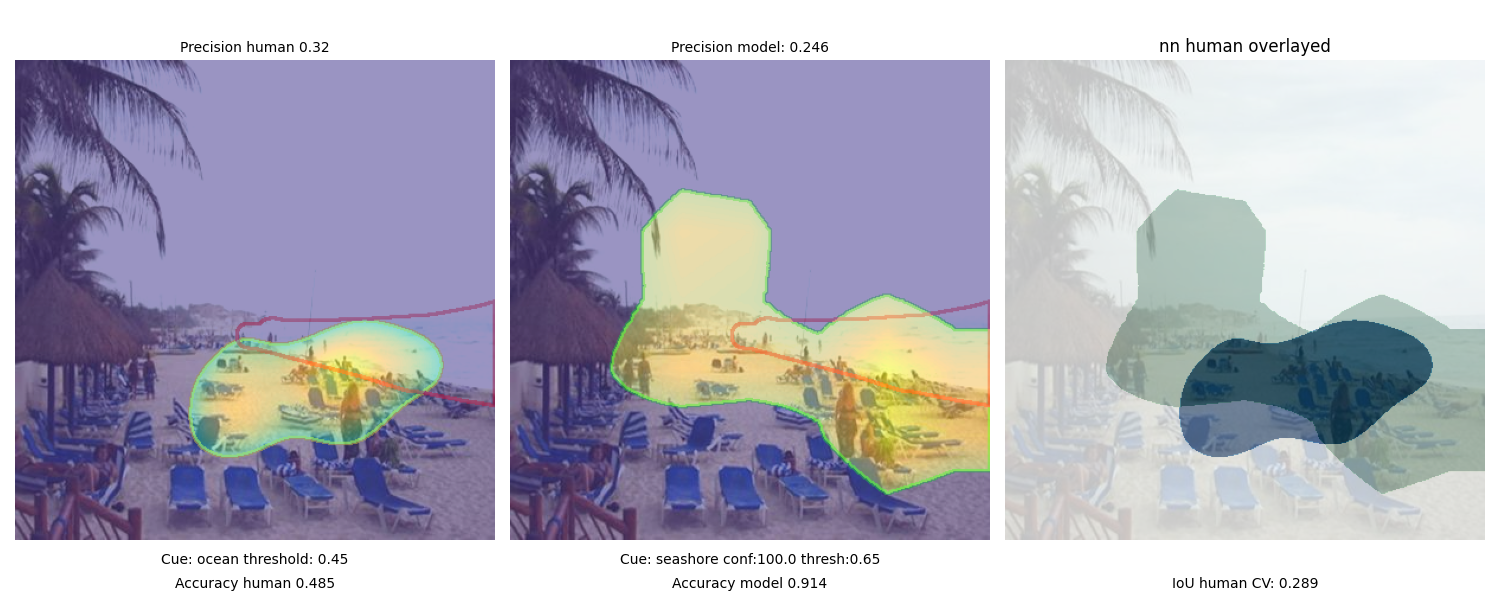 Precision human 0.32
Precision model: 0.246
nn human overlayed
Cue: ocean threshold: 0.45
Cue: seashore conf:100.0 thresh:0.65
Accuracy human 0.485
Accuracy model 0.914
IoU human CV: 0.289